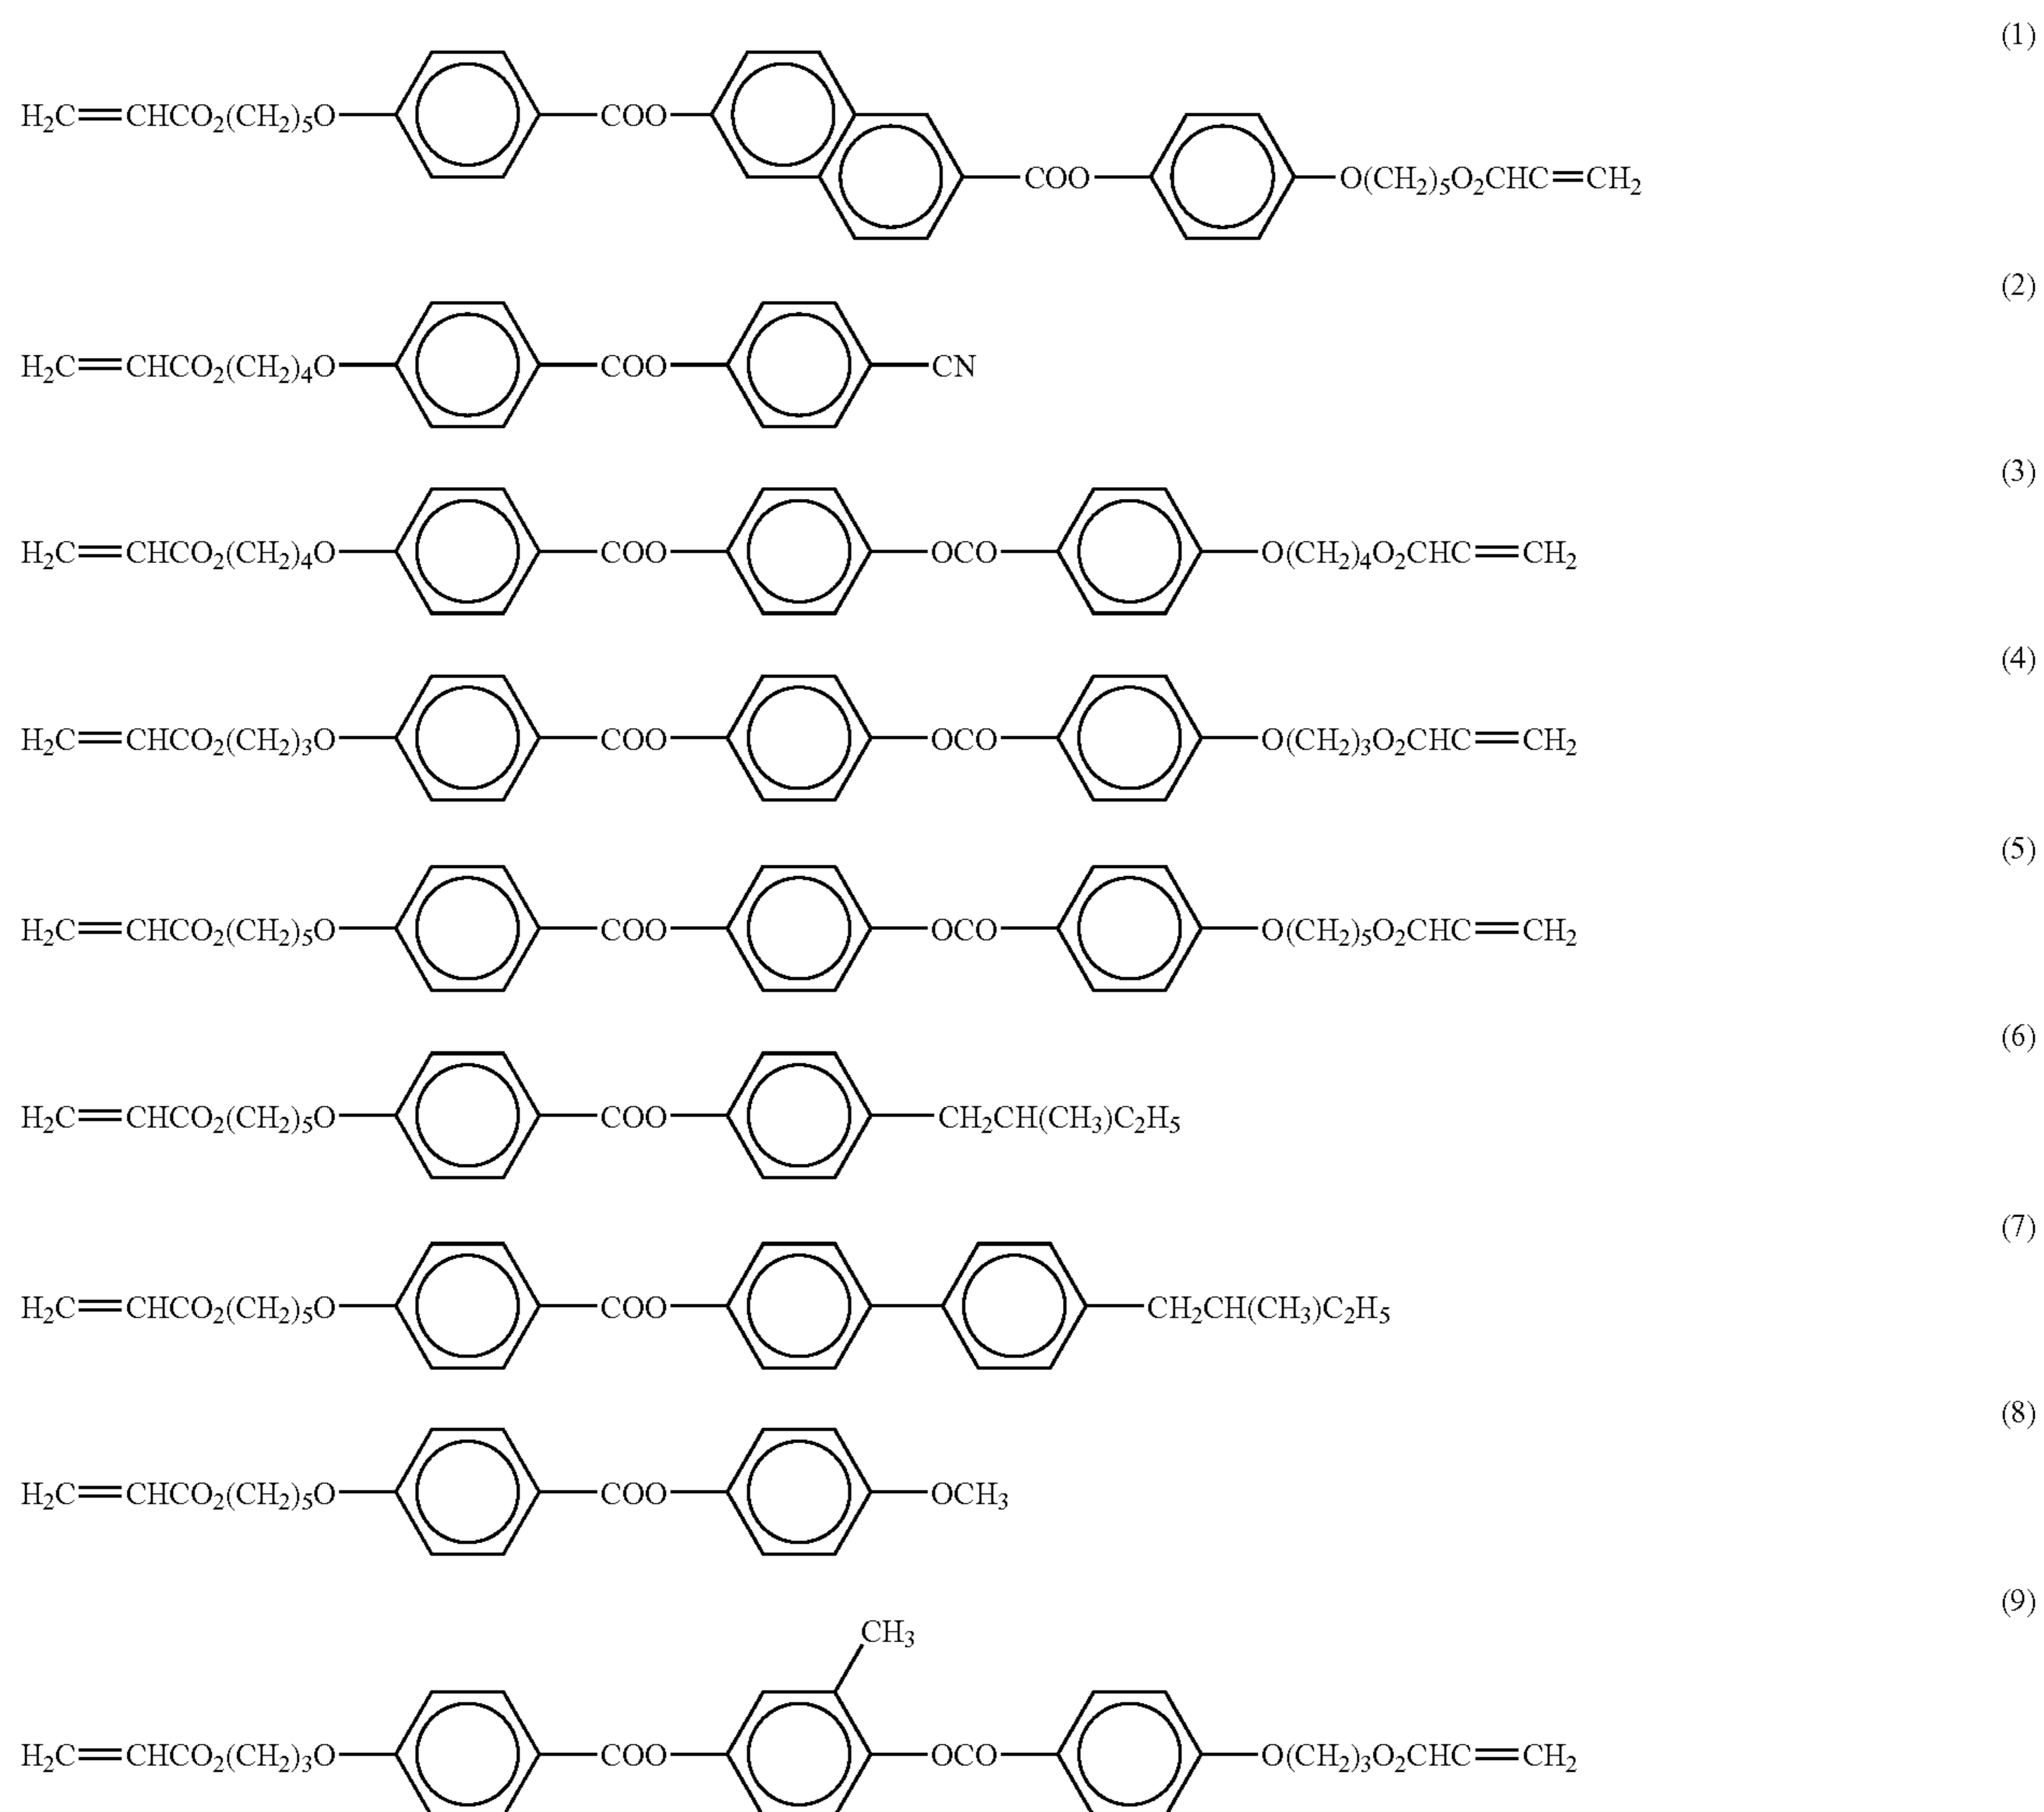 (1)
H₂C=CHCO₂(CH₂)₅O COO COO O(CH₂)₅O₂CHC=CH₂
(2)
H₂C=CHCO₂(CH₂)₄O COO CN
(3)
H₂C=CHCO₂(CH₂)₄O COO OCO O(CH₂)₄O₂CHC=CH₂
(4)
H₂C=CHCO₂(CH₂)₃O COO OCO O(CH₂)₃O₂CHC=CH₂
(5)
H₂C=CHCO₂(CH₂)₅O COO OCO O(CH₂)₅O₂CHC=CH₂
(6)
H₂C=CHCO₂(CH₂)₅O COO CH₂CH(CH₃)C₂H₅
(7)
H₂C=CHCO₂(CH₂)�5O COO CH₂CH(CH₃)C₂H₅
(8)
H₂C=CHCO₂(CH₂)₅O COO OCH₃
(9)
CH₃
H₂C=CHCO₂(CH₂)₃O COO OCO O(CH₂)₃O₂CHC=CH₂